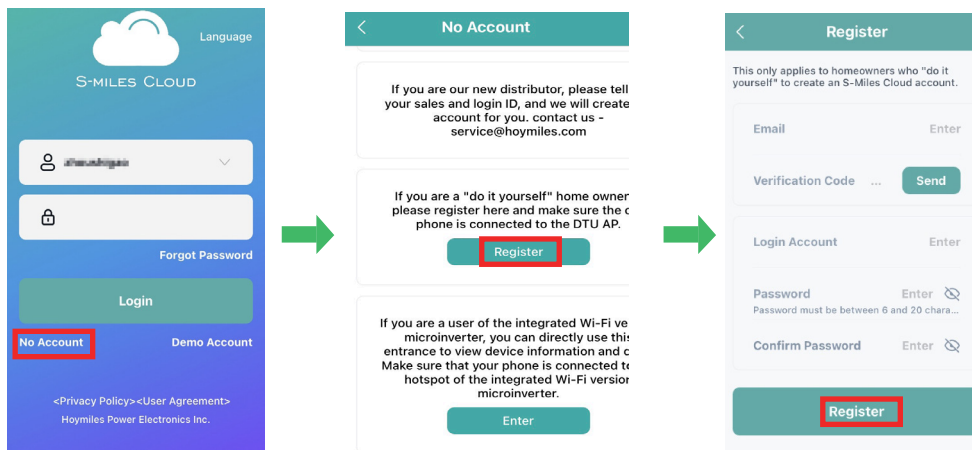 Language
S-MILES CLOUD
Forgot Password
Login
No Account
Demo Account
<Privacy Policy><User Agreement>
Hoymiles Power Electronics Inc.
No Account
If you are our new distributor, please tell
your sales and login ID, and we will create
account for you. contact us -
service@hoymiles.com
If you are a "do it yourself" home owner
please register here and make sure the
phone is connected to the DTU AP.
Register
If you are a user of the integrated Wi-Fi
microinverter, you can directly use this
entrance to view device information and
Make sure that your phone is connected
hotspot of the integrated Wi-Fi version
microinverter.
Enter
Register
This only applies to homeowners who "do it
yourself" to create an S-Miles Cloud account.
Email Enter
Verification Code ... Send
Login Account Enter
Password Enter
Password must be between 6 and 20 chara...
Confirm Password Enter
Register